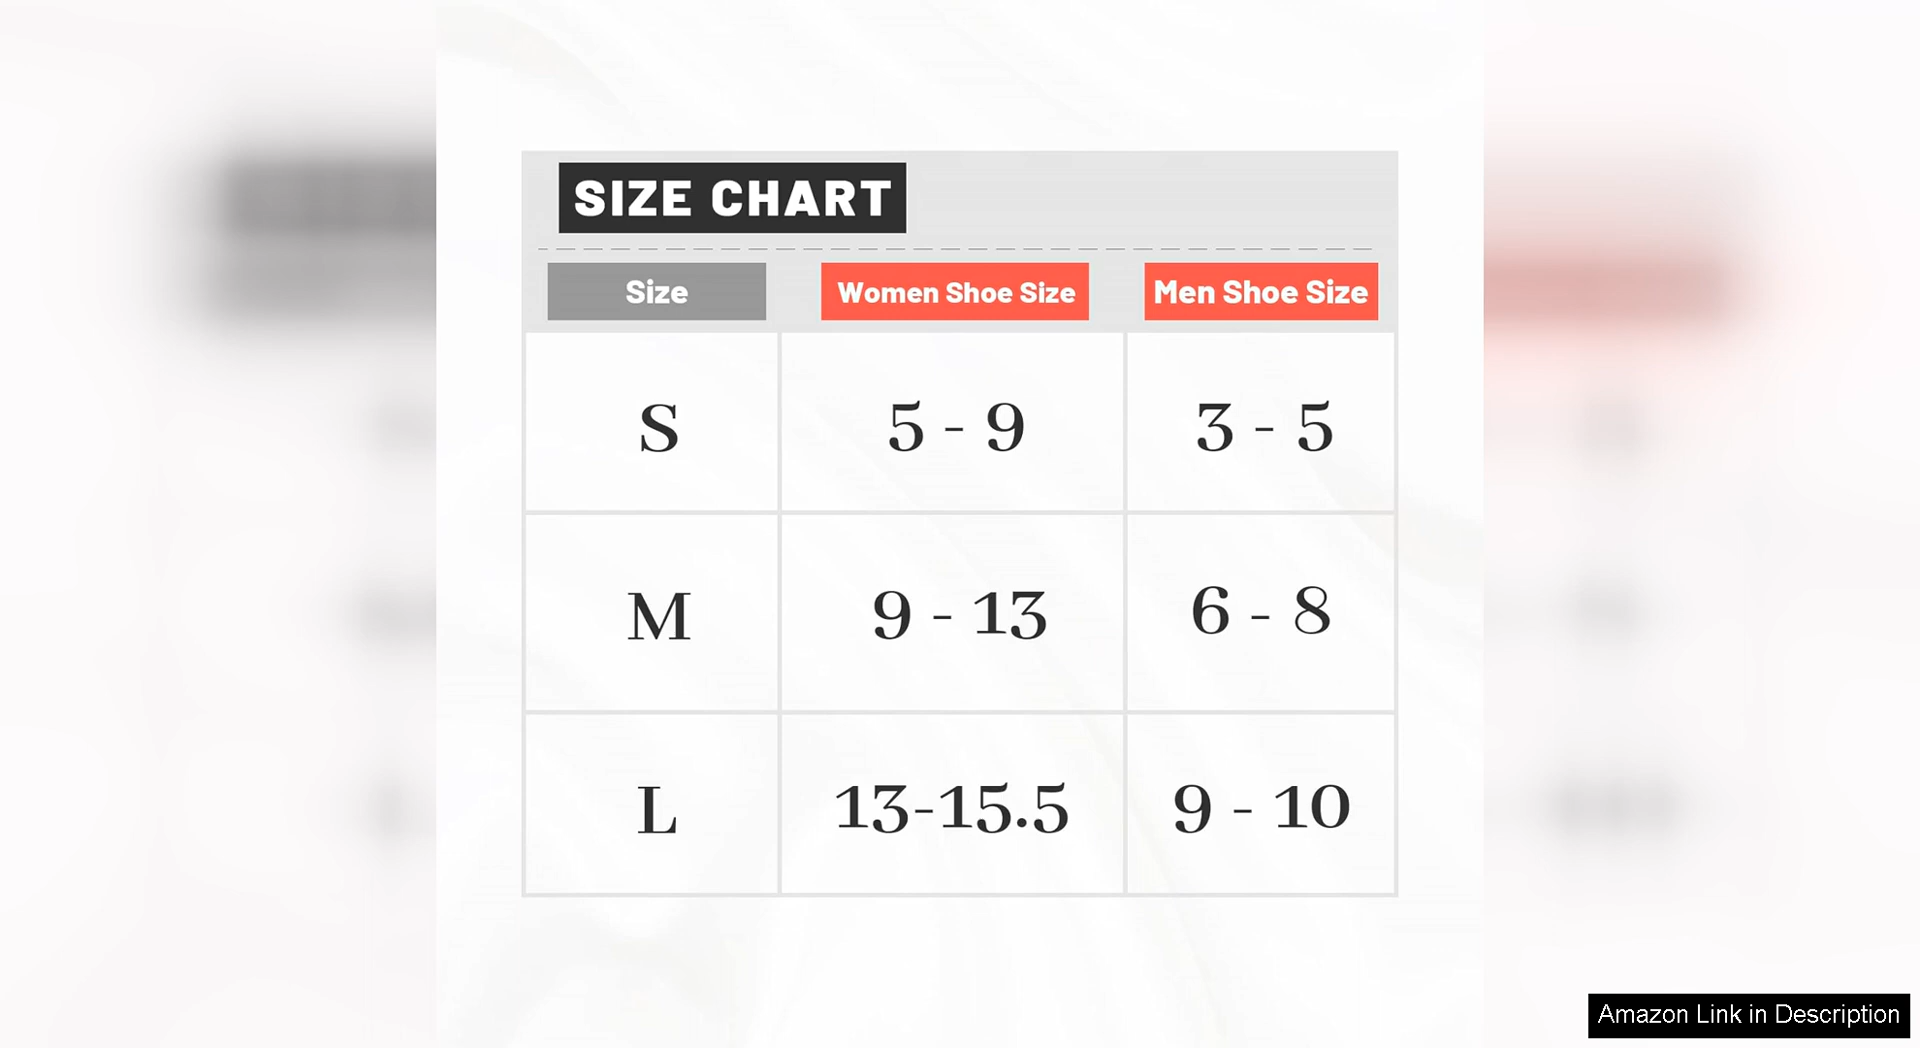 SIZE CHART
Size Women Shoe Size Men Shoe Size
S 5 - 9 3 - 5
M 9 - 13 6 - 8
L 13-15.5 9 - 10
Amazon Link in Description